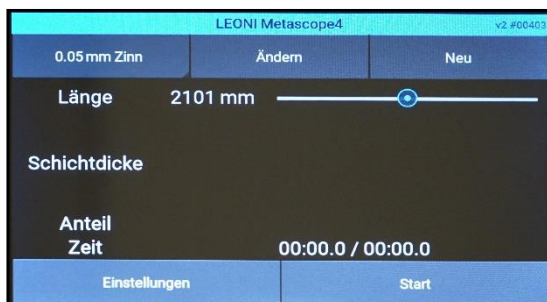 LEONI Metascope4 v2 #00403
0.05 mm Zinn Ändern Neu
Länge 2101 mm
Schichtdicke
Anteil
Zeit 00:00.0 / 00:00.0
Einstellungen Start